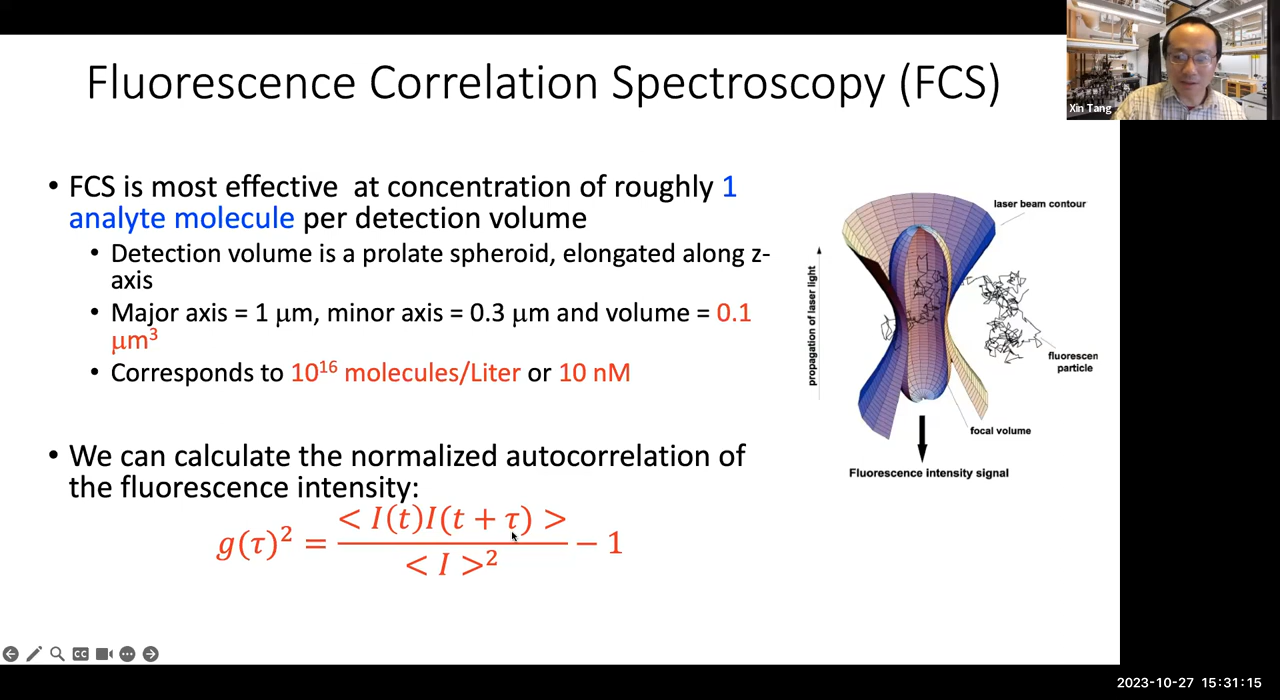 Fluorescence Correlation Spectroscopy (FCS)
Xin Tang
• FCS is most effective at concentration of roughly 1
analyte molecule per detection volume
• Detection volume is a prolate spheroid, elongated along z-
axis
• Major axis = 1 μm, minor axis = 0.3 μm and volume = 0.1
μm³
• Corresponds to 10¹⁶ molecules/Liter or 10 nM
• We can calculate the normalized autocorrelation of
the fluorescence intensity:
g(τ)² = < I(t)I(t + τ) > / < I >² − 1
laser beam contour
propagation of laser light
fluorescen
particle
focal volume
Fluorescence intensity signal
CC
2023-10-27 15:31:15